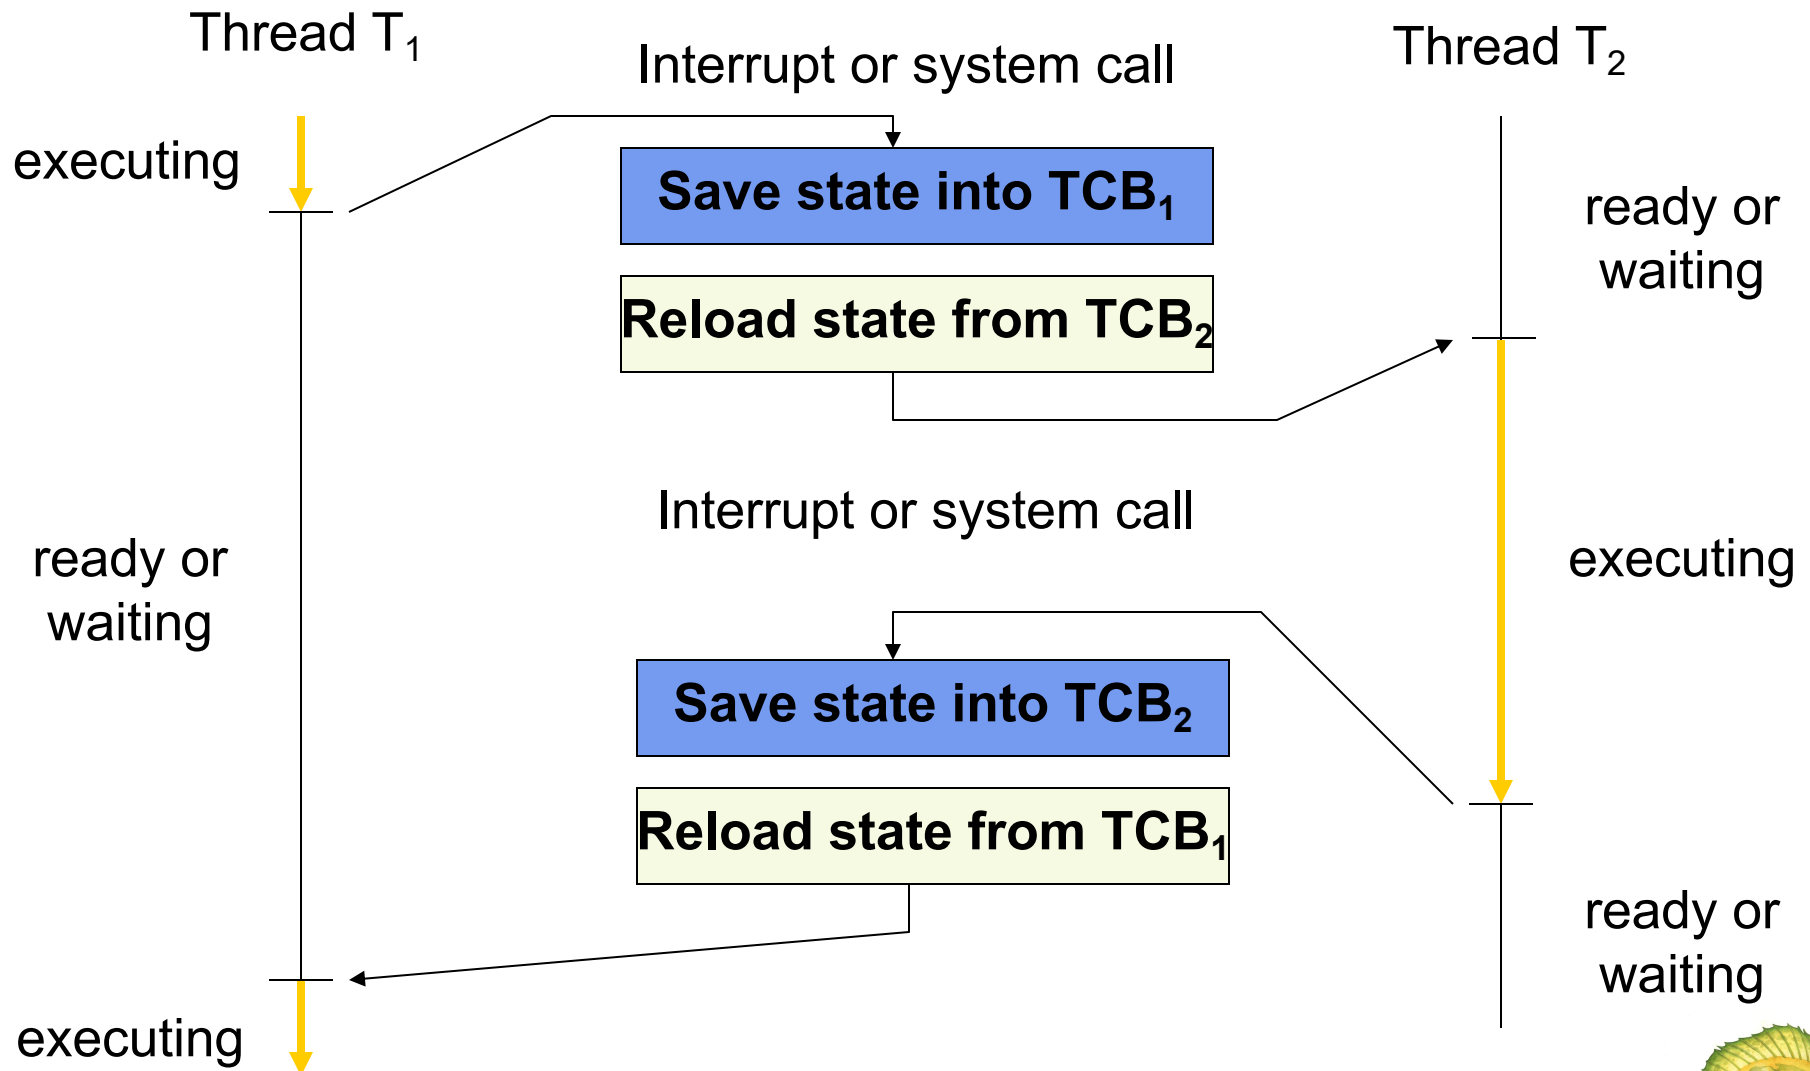 Thread T₁
Interrupt or system call
Thread T₂
executing
Save state into TCB₁
ready or
waiting
Reload state from TCB₂
Interrupt or system call
ready or
waiting
executing
Save state into TCB₂
Reload state from TCB₁
ready or
waiting
executing